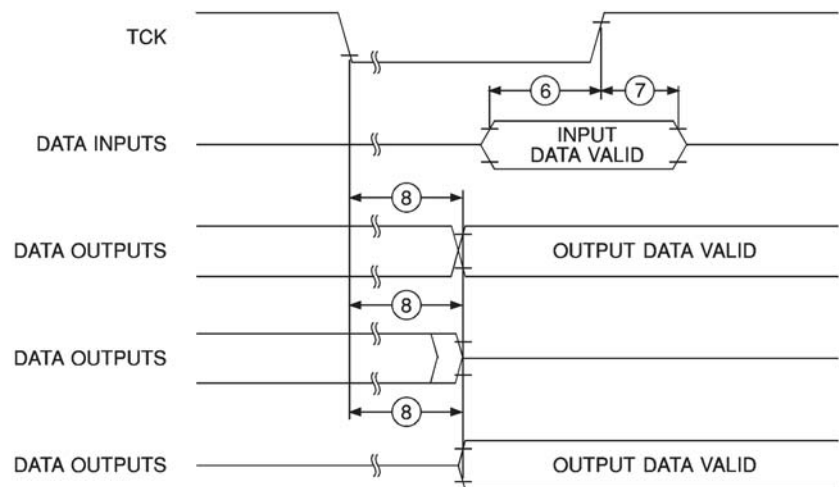 TCK
6
7
DATA INPUTS
INPUT
DATA VALID
8
DATA OUTPUTS
OUTPUT DATA VALID
8
DATA OUTPUTS
8
DATA OUTPUTS
OUTPUT DATA VALID